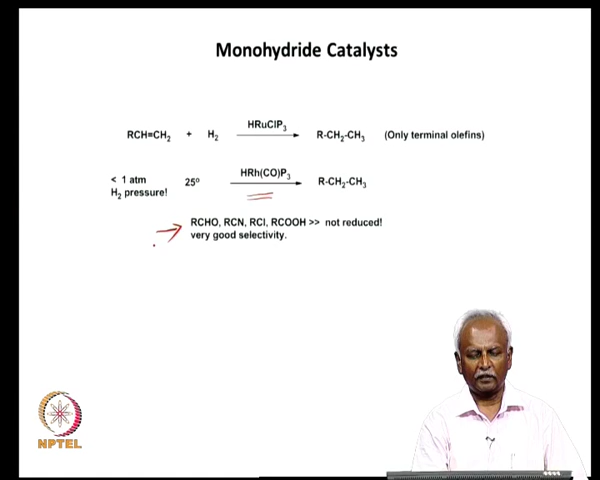 Monohydride Catalysts
HRuClP3
RCH=CH2 + H2 R-CH2-CH3 (Only terminal olefins)
< 1 atm
H2 pressure!
25º
HRh(CO)P3
R-CH2-CH3
RCHO, RCN, RCl, RCOOH >> not reduced!
very good selectivity.
NPTEL